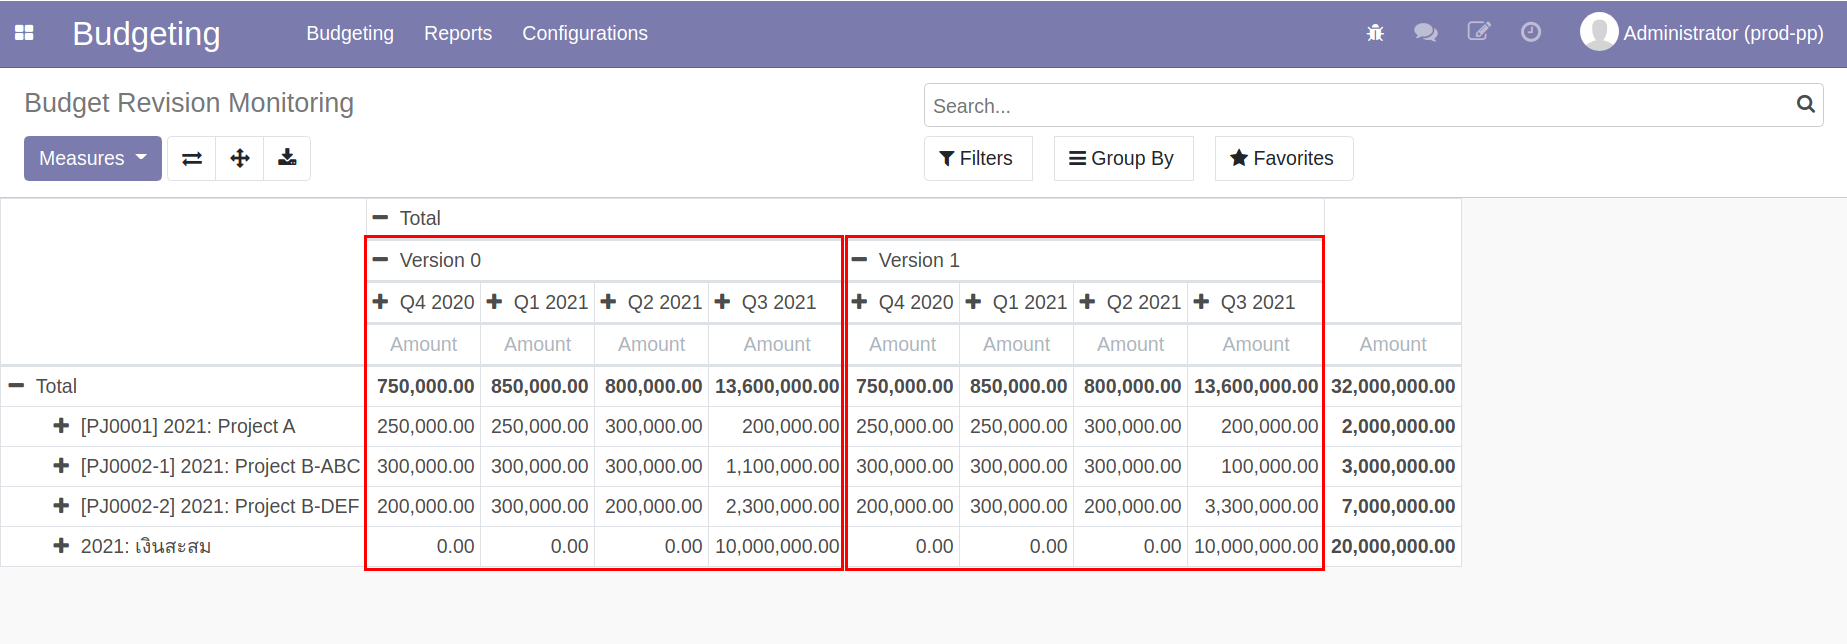 Budgeting Budgeting Reports Configurations Administrator (prod-pp)
Budget Revision Monitoring
Search...
Measures Filters Group By Favorites
Total
Version 0 Version 1
Q4 2020 Q1 2021 Q2 2021 Q3 2021 Q4 2020 Q1 2021 Q2 2021 Q3 2021
Amount Amount Amount Amount Amount Amount Amount Amount Amount
Total 750,000.00 850,000.00 800,000.00 13,600,000.00 750,000.00 850,000.00 800,000.00 13,600,000.00 32,000,000.00
[PJ0001] 2021: Project A 250,000.00 250,000.00 300,000.00 200,000.00 250,000.00 250,000.00 300,000.00 200,000.00 2,000,000.00
[PJ0002-1] 2021: Project B-ABC 300,000.00 300,000.00 300,000.00 1,100,000.00 300,000.00 300,000.00 300,000.00 100,000.00 3,000,000.00
[PJ0002-2] 2021: Project B-DEF 200,000.00 300,000.00 200,000.00 2,300,000.00 200,000.00 300,000.00 200,000.00 3,300,000.00 7,000,000.00
2021: เงินสะสม 0.00 0.00 0.00 10,000,000.00 0.00 0.00 0.00 10,000,000.00 20,000,000.00